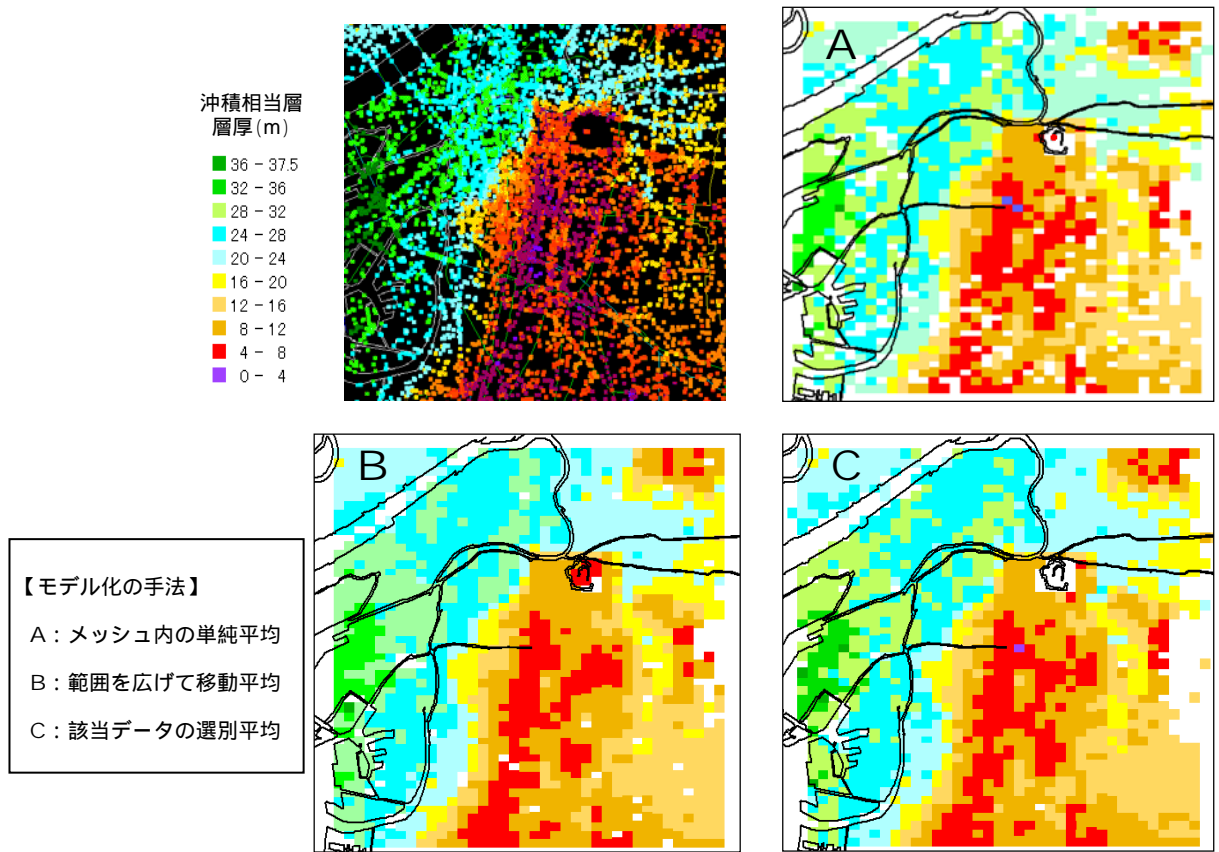 沖積相当層
層厚(m)
36 - 37.5
32 - 36
28 - 32
24 - 28
20 - 24
16 - 20
12 - 16
8 - 12
4 - 8
0 - 4
A
B
C
【モデル化の手法】
A：メッシュ内の単純平均
B：範囲を広げて移動平均
C：該当データの選別平均